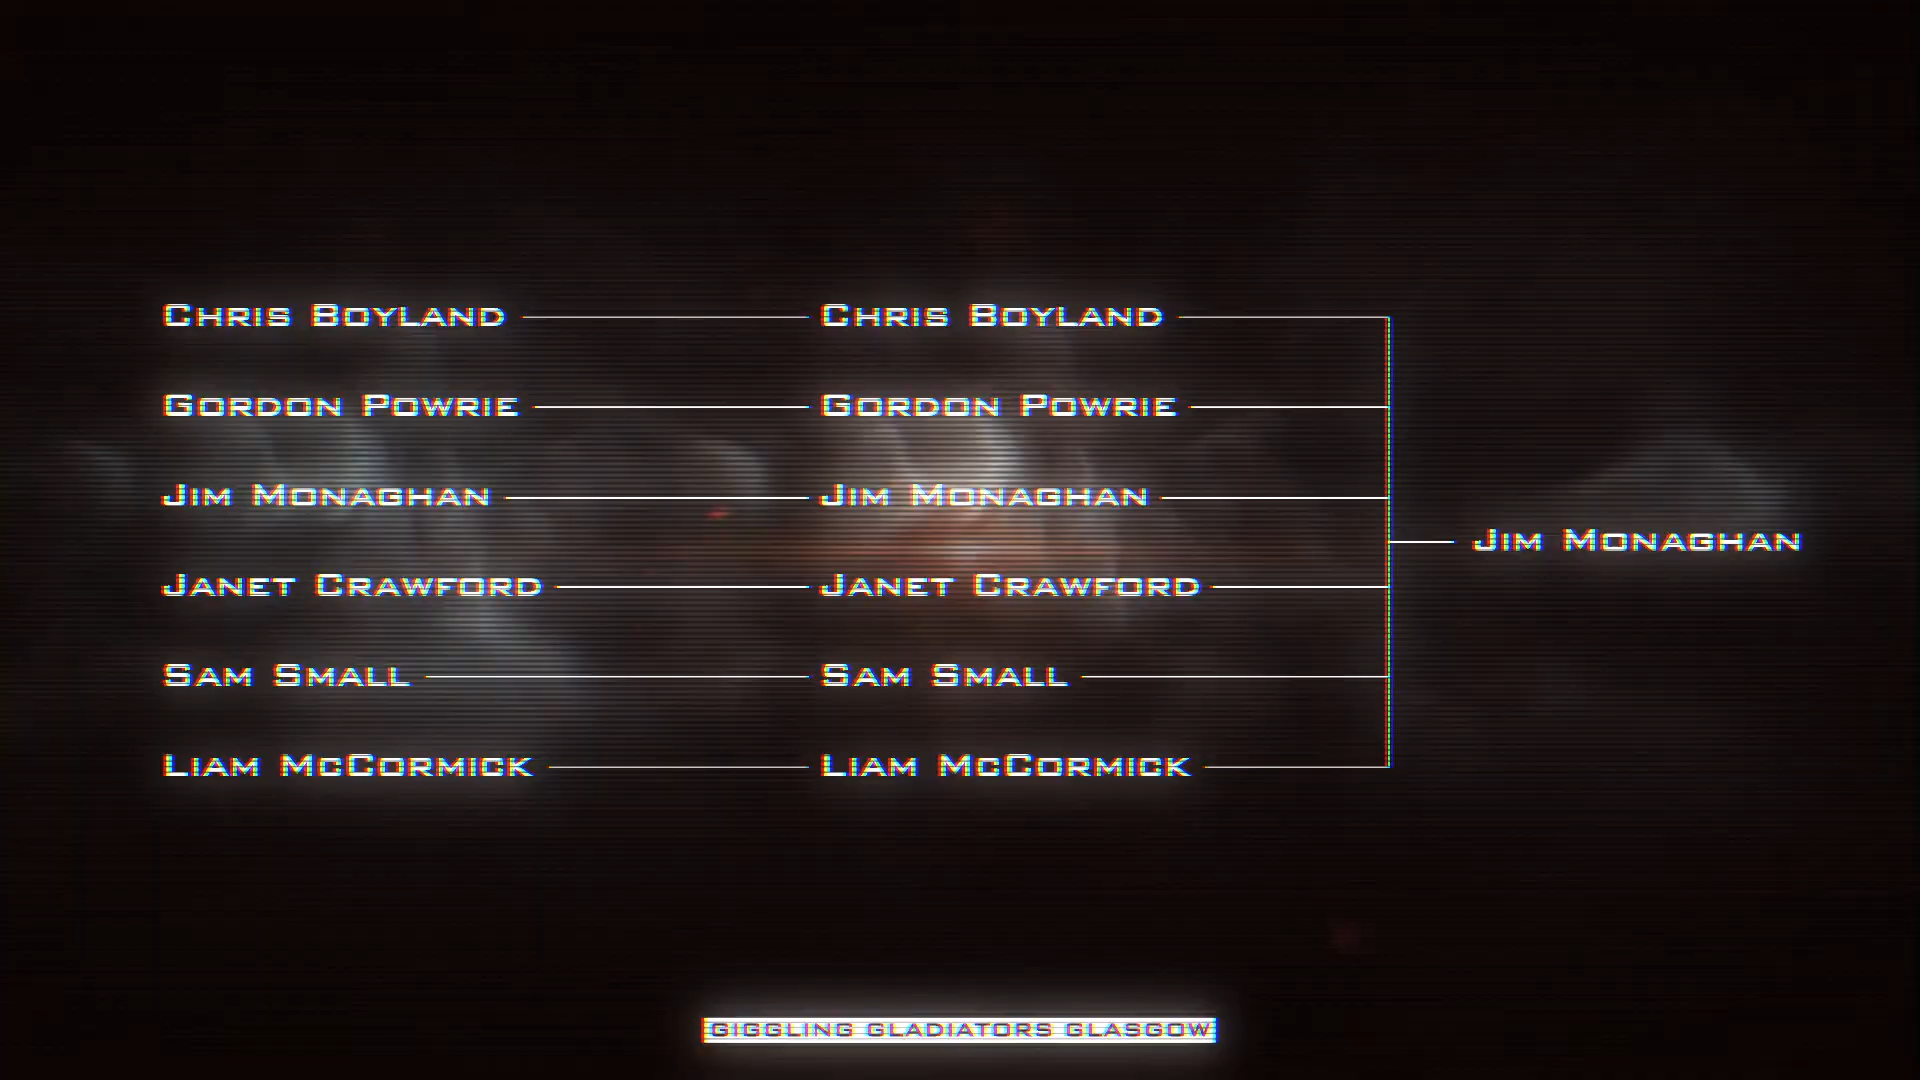 Chris Boyland Chris Boyland
Gordon Powrie Gordon Powrie
Jim Monaghan Jim Monaghan
Jim Monaghan
Janet Crawford Janet Crawford
Sam Small Sam Small
Liam McCormick Liam McCormick
GIGGLING GLADIATORS GLASGOW